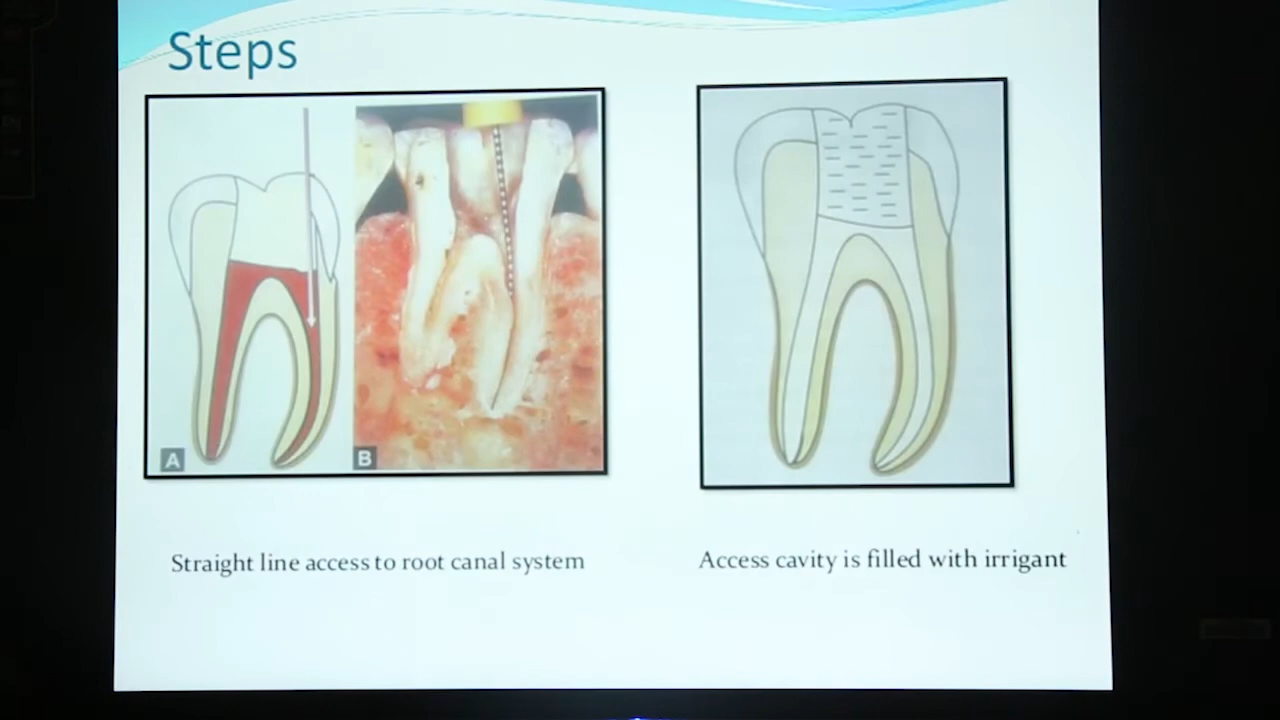 Steps
A
B
Straight line access to root canal system
Access cavity is filled with irrigant